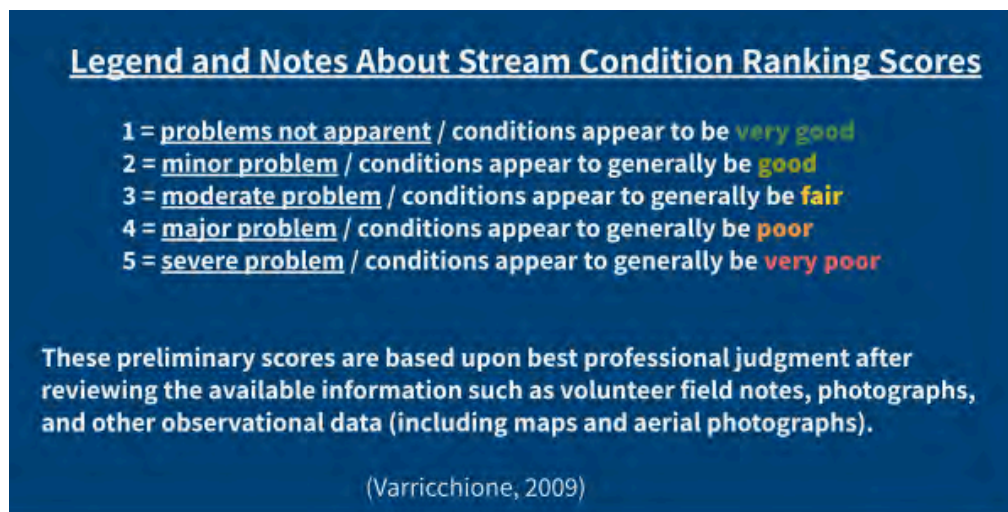 Legend and Notes About Stream Condition Ranking Scores
1 = problems not apparent / conditions appear to be very good
2 = minor problem / conditions appear to generally be good
3 = moderate problem / conditions appear to generally be fair
4 = major problem / conditions appear to generally be poor
5 = severe problem / conditions appear to generally be very poor
These preliminary scores are based upon best professional judgment after
reviewing the available information such as volunteer field notes, photographs,
and other observational data (including maps and aerial photographs).
(Varricchione, 2009)